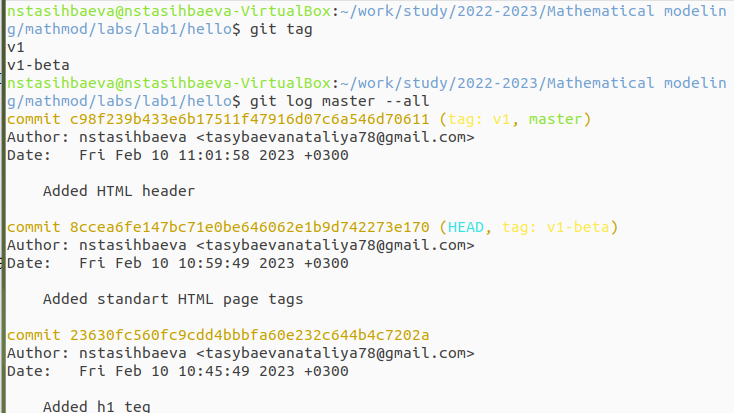 nstasihbaeva@nstasihbaeva-VirtualBox:~/work/study/2022-2023/Mathematical modelin
g/mathmod/labs/lab1/hello$ git tag
v1
v1-beta
nstasihbaeva@nstasihbaeva-VirtualBox:~/work/study/2022-2023/Mathematical modelin
g/mathmod/labs/lab1/hello$ git log master --all
commit c98f239b433e6b17511f47916d07c6a546d70611 (tag: v1, master)
Author: nstasihbaeva <tasybaevanataliya78@gmail.com>
Date:   Fri Feb 10 11:01:58 2023 +0300
    Added HTML header
commit 8ccea6fe147bc71e0be646062e1b9d742273e170 (HEAD, tag: v1-beta)
Author: nstasihbaeva <tasybaevanataliya78@gmail.com>
Date:   Fri Feb 10 10:59:49 2023 +0300
    Added standart HTML page tags
commit 23630fc560fc9cdd4bbbfa60e232c644b4c7202a
Author: nstasihbaeva <tasybaevanataliya78@gmail.com>
Date:   Fri Feb 10 10:45:49 2023 +0300
    Added h1 teg